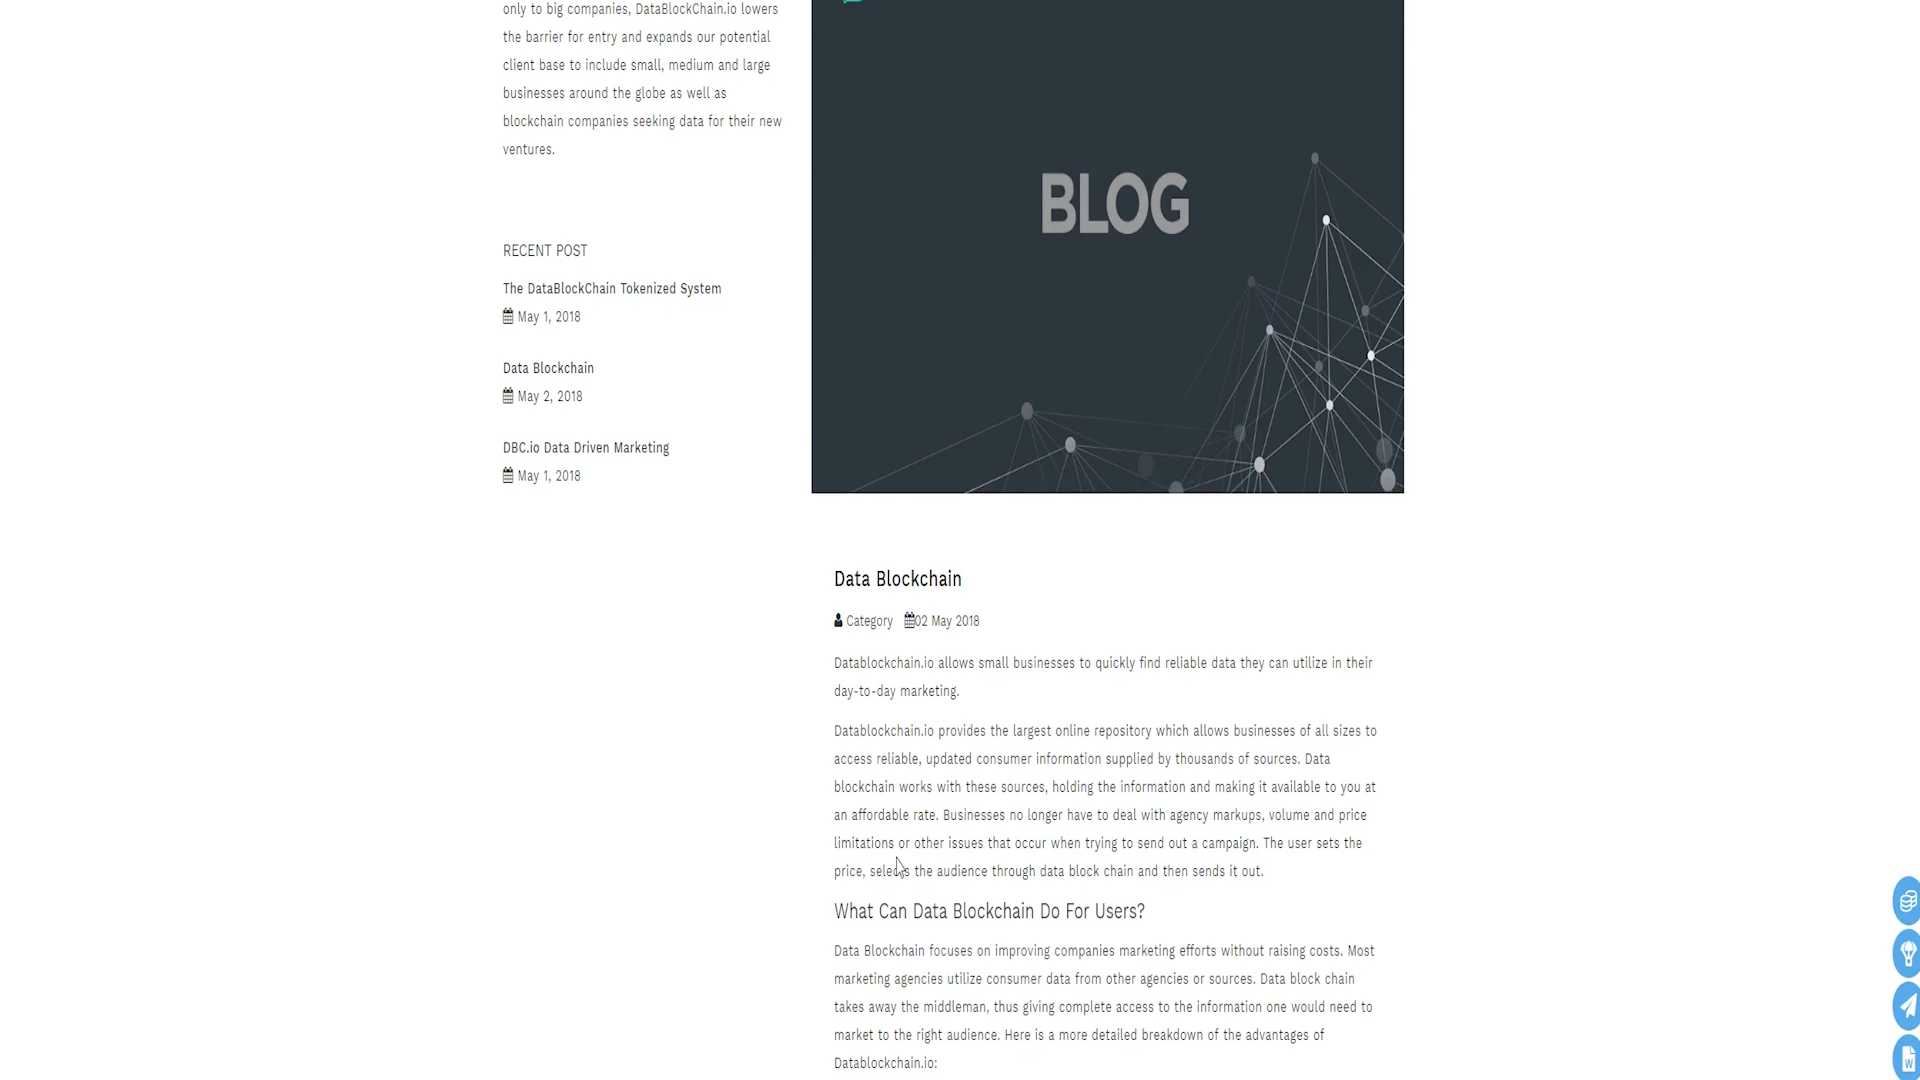 only to big companies, DataBlockChain.io lowers
the barrier for entry and expands our potential
client base to include small, medium and large
businesses around the globe as well as
blockchain companies seeking data for their new
ventures.
RECENT POST
The DataBlockChain Tokenized System
May 1, 2018
Data Blockchain
May 2, 2018
DBC.io Data Driven Marketing
May 1, 2018
BLOG
Data Blockchain
Category 02 May 2018
Datablockchain.io allows small businesses to quickly find reliable data they can utilize in their
day-to-day marketing.
Datablockchain.io provides the largest online repository which allows businesses of all sizes to
access reliable, updated consumer information supplied by thousands of sources. Data
blockchain works with these sources, holding the information and making it available to you at
an affordable rate. Businesses no longer have to deal with agency markups, volume and price
limitations or other issues that occur when trying to send out a campaign. The user sets the
price, selects the audience through data block chain and then sends it out.
What Can Data Blockchain Do For Users?
Data Blockchain focuses on improving companies marketing efforts without raising costs. Most
marketing agencies utilize consumer data from other agencies or sources. Data block chain
takes away the middleman, thus giving complete access to the information one would need to
market to the right audience. Here is a more detailed breakdown of the advantages of
Datablockchain.io:
W